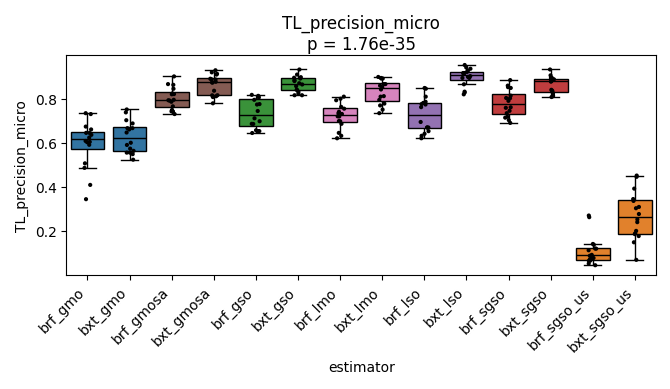 TL_precision_micro
p = 1.76e-35
TL_precision_micro
0.8
0.6
0.4
0.2
brf_gmo
bxt_gmo
brf_gmosa
bxt_gmosa
brf_gso
bxt_gso
brf_lmo
bxt_lmo
brf_lso
bxt_lso
brf_sgso
bxt_sgso
brf_sgso_us
bxt_sgso_us
estimator